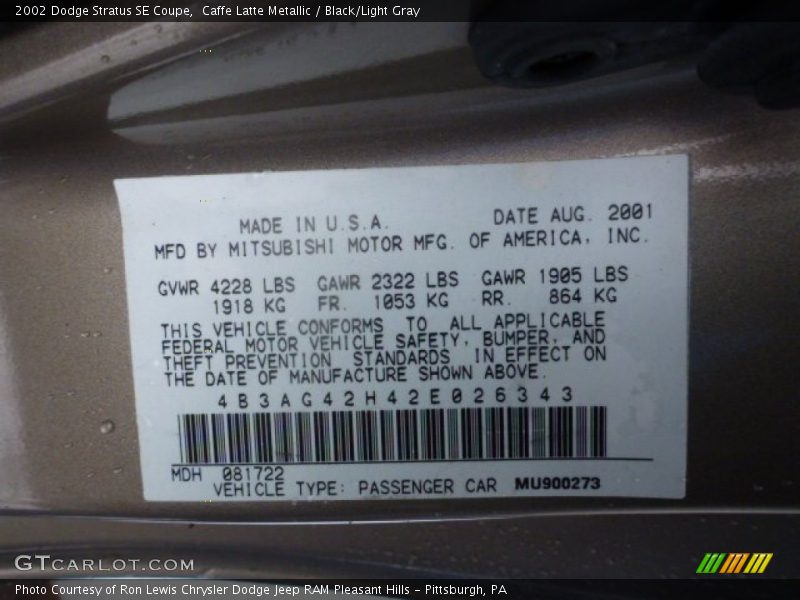 2002 Dodge Stratus SE Coupe,  Caffe Latte Metallic / Black/Light Gray
MADE IN U.S.A. DATE AUG. 2001
MFD BY MITSUBISHI MOTOR MFG. OF AMERICA, INC.
GVWR 4228 LBS GAWR 2322 LBS GAWR 1905 LBS
1918 KG FR. 1053 KG RR. 864 KG
THIS VEHICLE CONFORMS TO ALL APPLICABLE
FEDERAL MOTOR VEHICLE SAFETY, BUMPER, AND
THEFT PREVENTION STANDARDS IN EFFECT ON
THE DATE OF MANUFACTURE SHOWN ABOVE.
4B3AG42H42E026343
MDH 081722
VEHICLE TYPE: PASSENGER CAR MU900273
GTCARLOT.COM
Photo Courtesy of Ron Lewis Chrysler Dodge Jeep RAM Pleasant Hills - Pittsburgh, PA